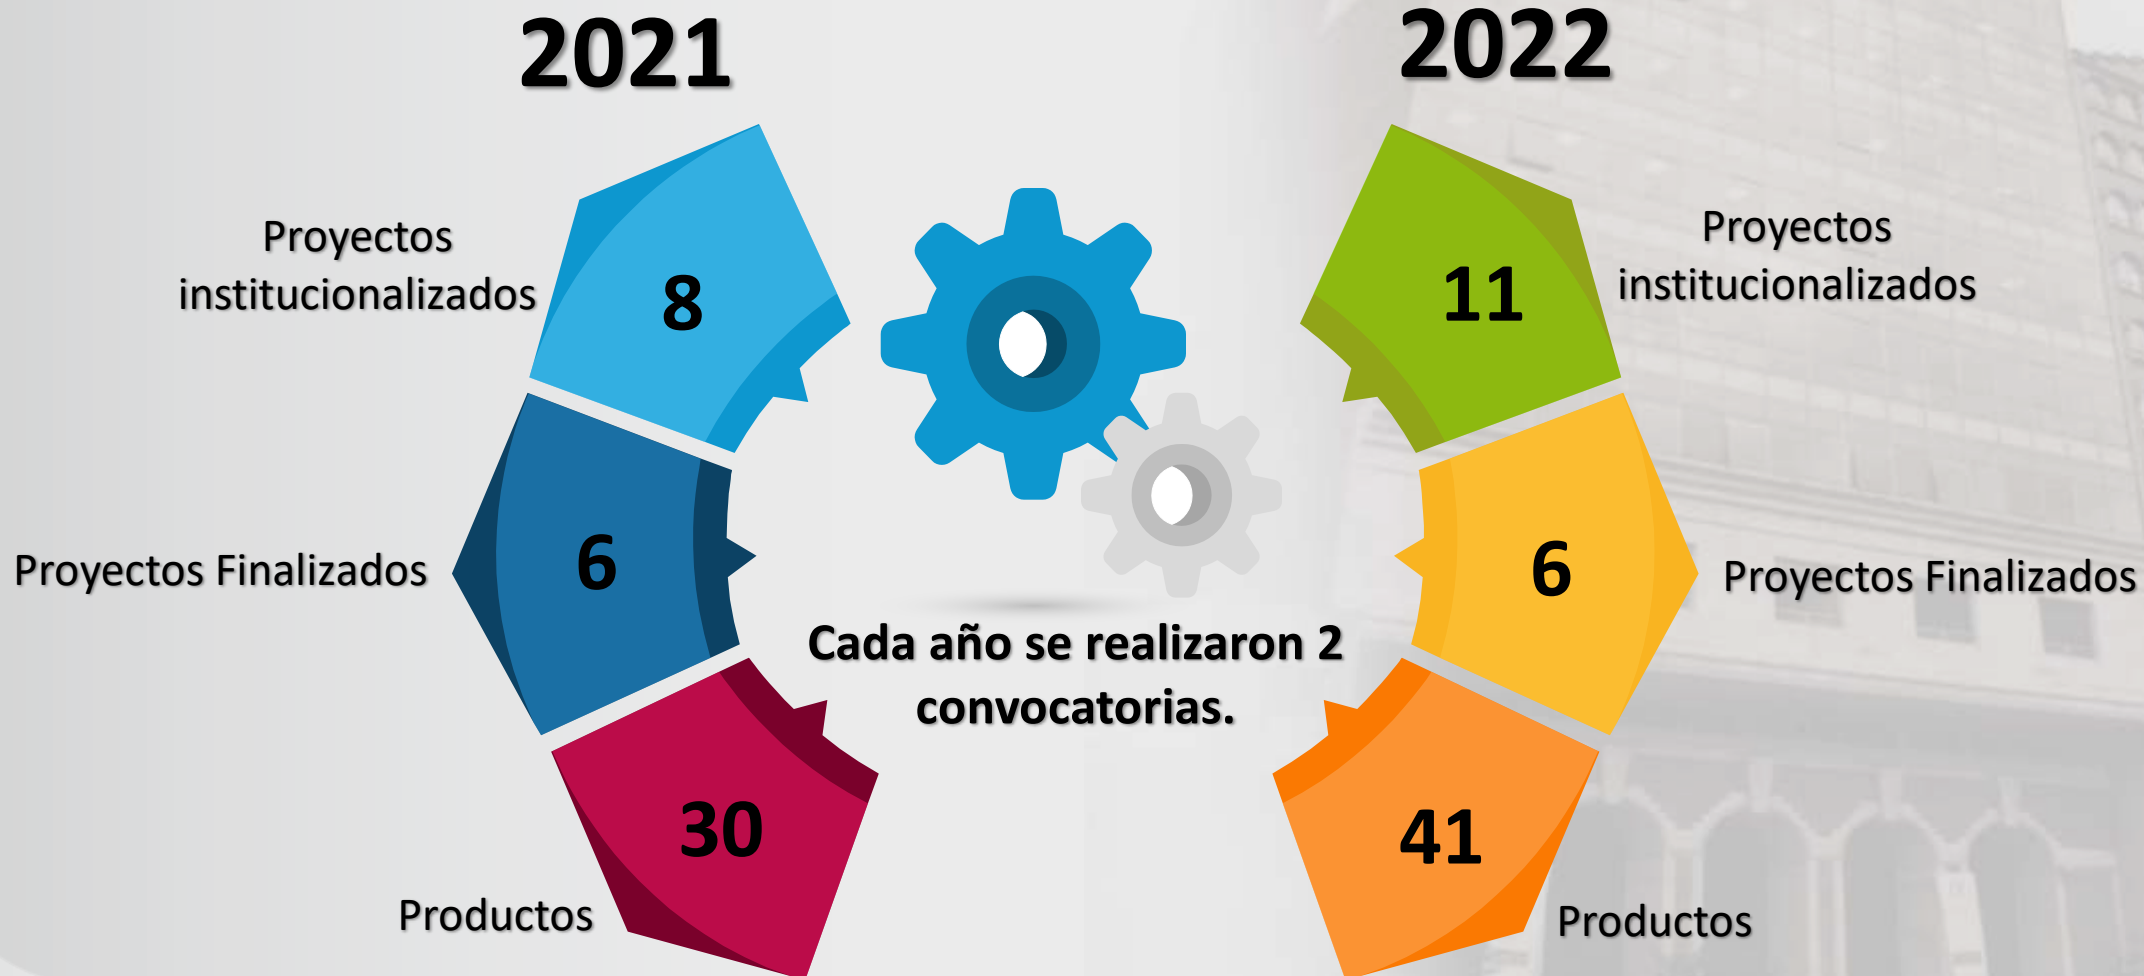 2021
Proyectos
institucionalizados
8
Proyectos Finalizados
6
30
Productos
Cada año se realizaron 2
convocatorias.
2022
11
Proyectos
institucionalizados
6
Proyectos Finalizados
41
Productos